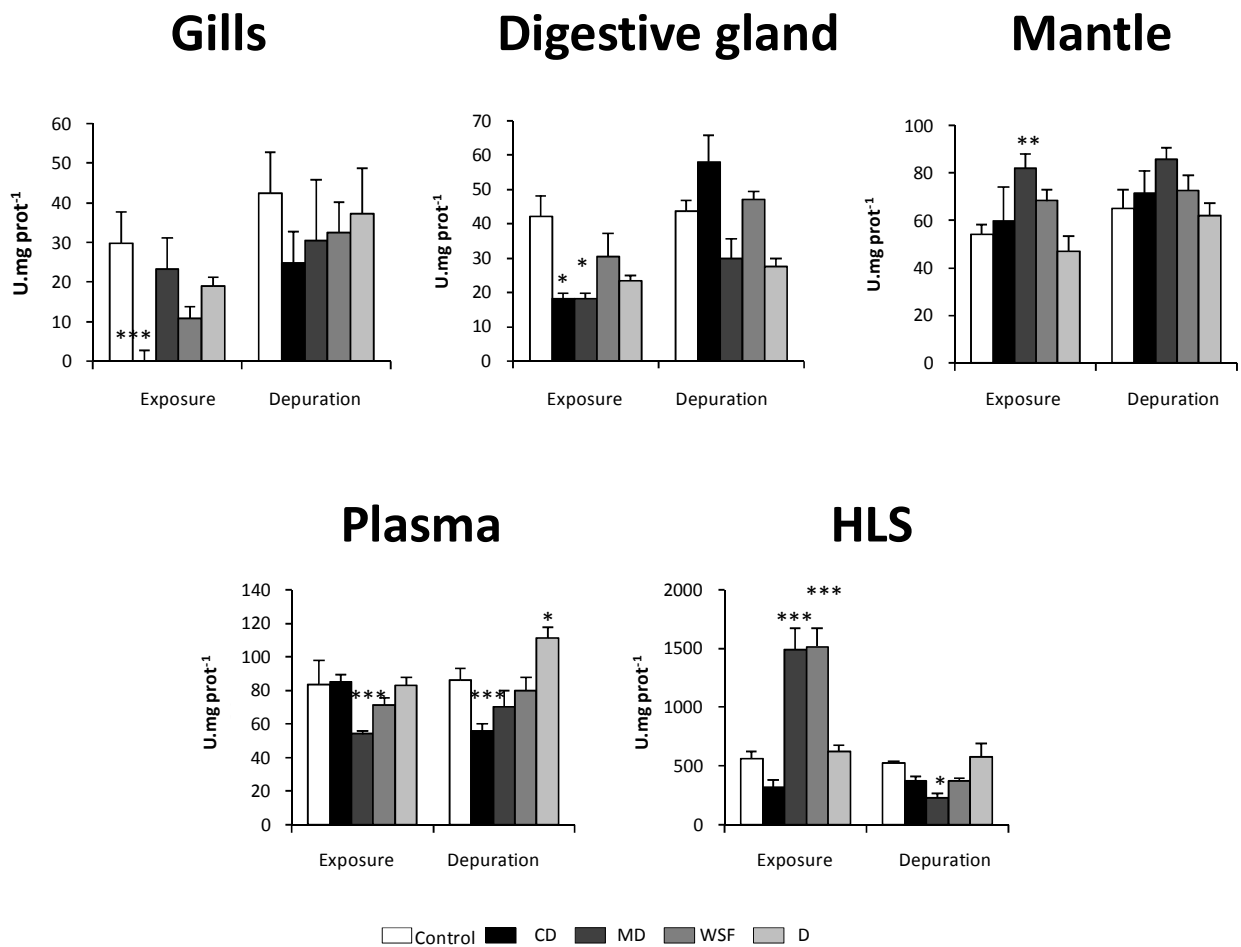 Gills
Digestive gland
Mantle
60
50
40
30
20
10
0
U.mg prot⁻¹
***
Exposure
Depuration
70
60
50
40
30
20
10
0
U.mg prot⁻¹
*
*
Exposure
Depuration
100
80
60
40
20
0
U.mg prot⁻¹
**
Exposure
Depuration
Plasma
HLS
140
120
100
80
60
40
20
0
U.mg prot⁻¹
***
***
*
Exposure
Depuration
2000
1500
1000
500
0
U.mg prot⁻¹
***
***
*
Exposure
Depuration
Control CD MD WSF D